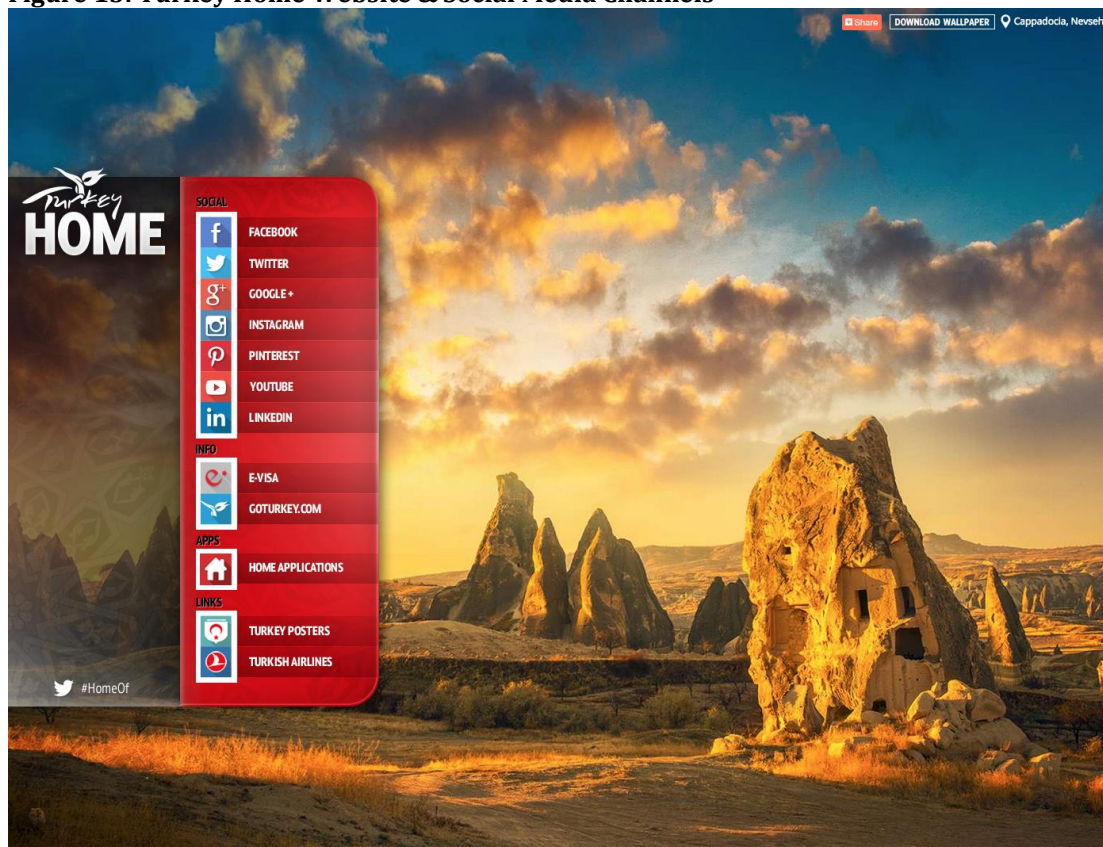 Figure 15: Turkey Home Website & Social Media Channels
Share DOWNLOAD WALLPAPER Cappadocia, Nevseh
Turkey
HOME
SOCIAL
FACEBOOK
TWITTER
GOOGLE +
INSTAGRAM
PINTEREST
YOUTUBE
LINKEDIN
INFO
E-VISA
GOTURKEY.COM
APPS
HOME APPLICATIONS
LINKS
TURKEY POSTERS
TURKISH AIRLINES
#HomeOf